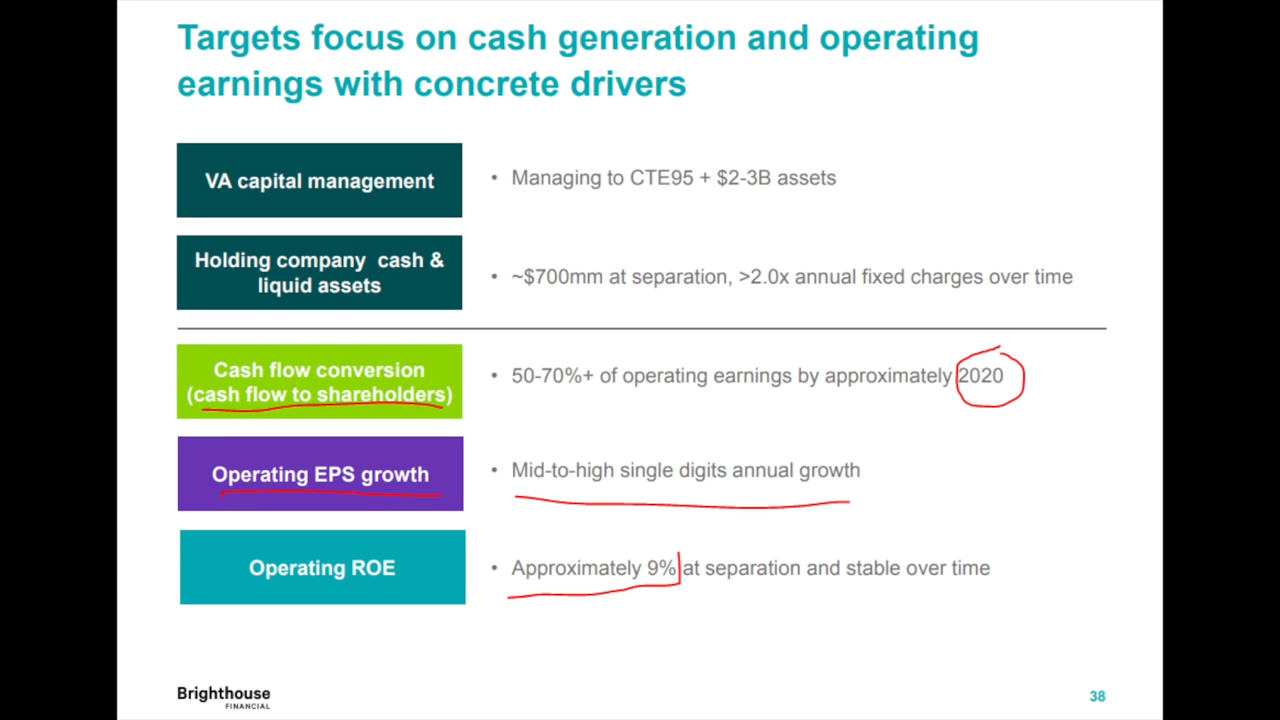 Targets focus on cash generation and operating
earnings with concrete drivers
VA capital management
• Managing to CTE95 + $2-3B assets
Holding company cash &
liquid assets
• ~$700mm at separation, >2.0x annual fixed charges over time
Cash flow conversion
(cash flow to shareholders)
• 50-70%+ of operating earnings by approximately 2020
Operating EPS growth
• Mid-to-high single digits annual growth
Operating ROE
• Approximately 9% at separation and stable over time
Brighthouse
FINANCIAL
38